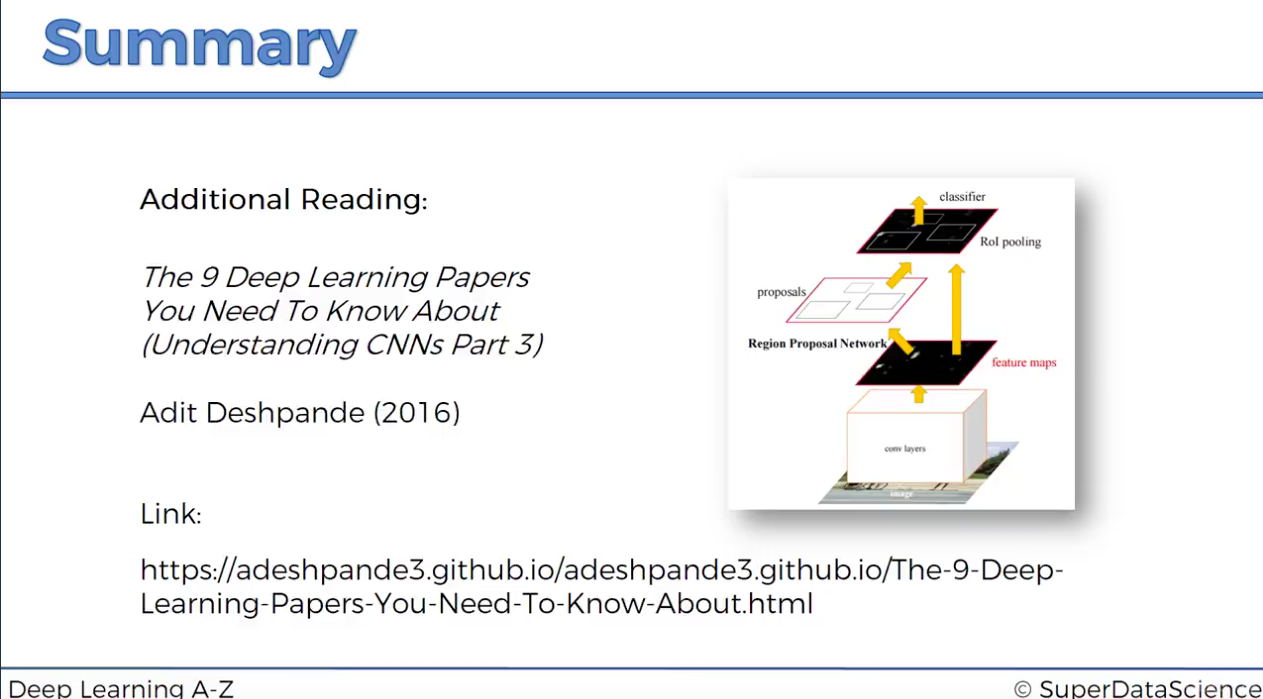 Summary
Additional Reading:
The 9 Deep Learning Papers
You Need To Know About
(Understanding CNNs Part 3)
Adit Deshpande (2016)
Link:
https://adeshpande3.github.io/adeshpande3.github.io/The-9-Deep-
Learning-Papers-You-Need-To-Know-About.html
classifier
RoI pooling
proposals
Region Proposal Network
feature maps
conv layers
image
Deep Learning A-Z
© SuperDataScience